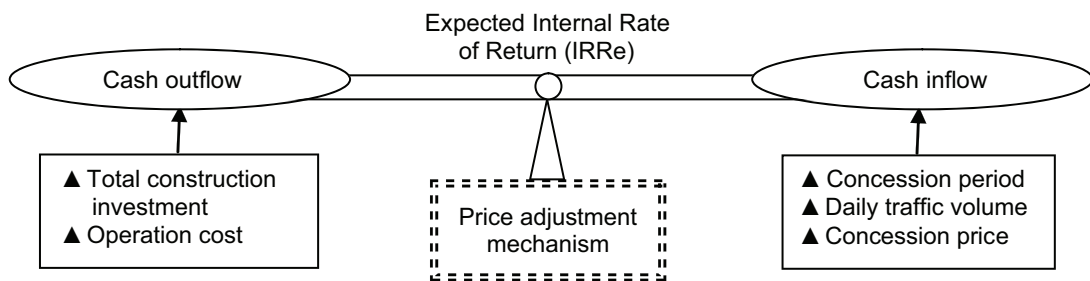 Expected Internal Rate
of Return (IRRe)
Cash outflow
Cash inflow
▲ Total construction
investment
▲ Operation cost
Price adjustment
mechanism
▲ Concession period
▲ Daily traffic volume
▲ Concession price